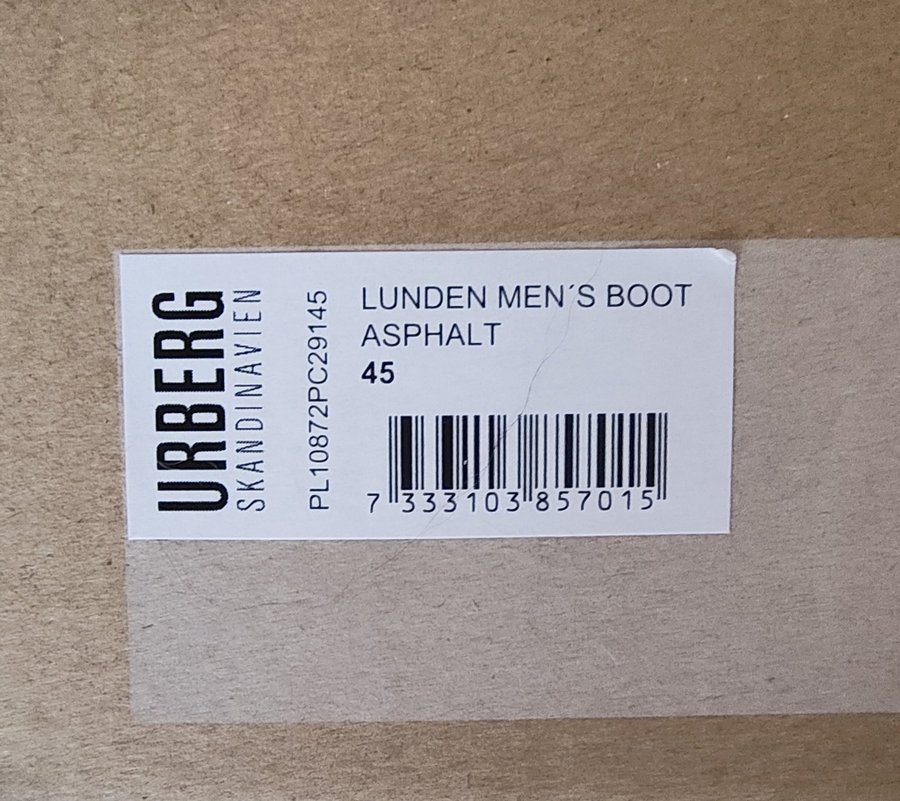 URBERG
SKANDINAVIEN
PL10872PC29145
LUNDEN MEN´S BOOT
ASPHALT
45
7 333103 857015